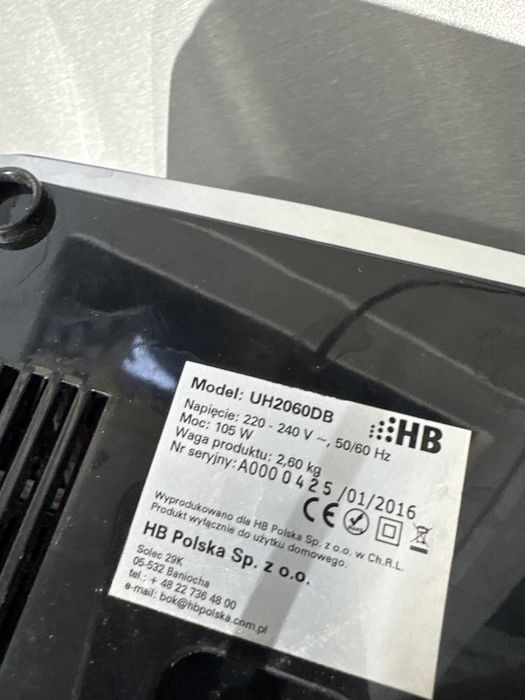 Model: UH2060DB
HB
Napięcie: 220 - 240 V ~, 50/60 Hz
Moc: 105 W
Waga produktu: 2,60 kg
Nr seryjny: A000 0425 /01/2016
CE
Wyprodukowano dla HB Polska Sp. z o.o. w Ch.R.L.
Produkt wyłącznie do użytku domowego.
HB Polska Sp. z o.o.
Solec 29K
05-532 Baniocha
tel.: + 48 22 736 48 00
e-mail: bok@hbpolska.com.pl